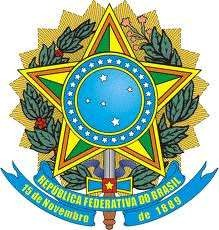 REPÚBLICA FEDERATIVA DO BRASIL
15 de Novembro de 1889